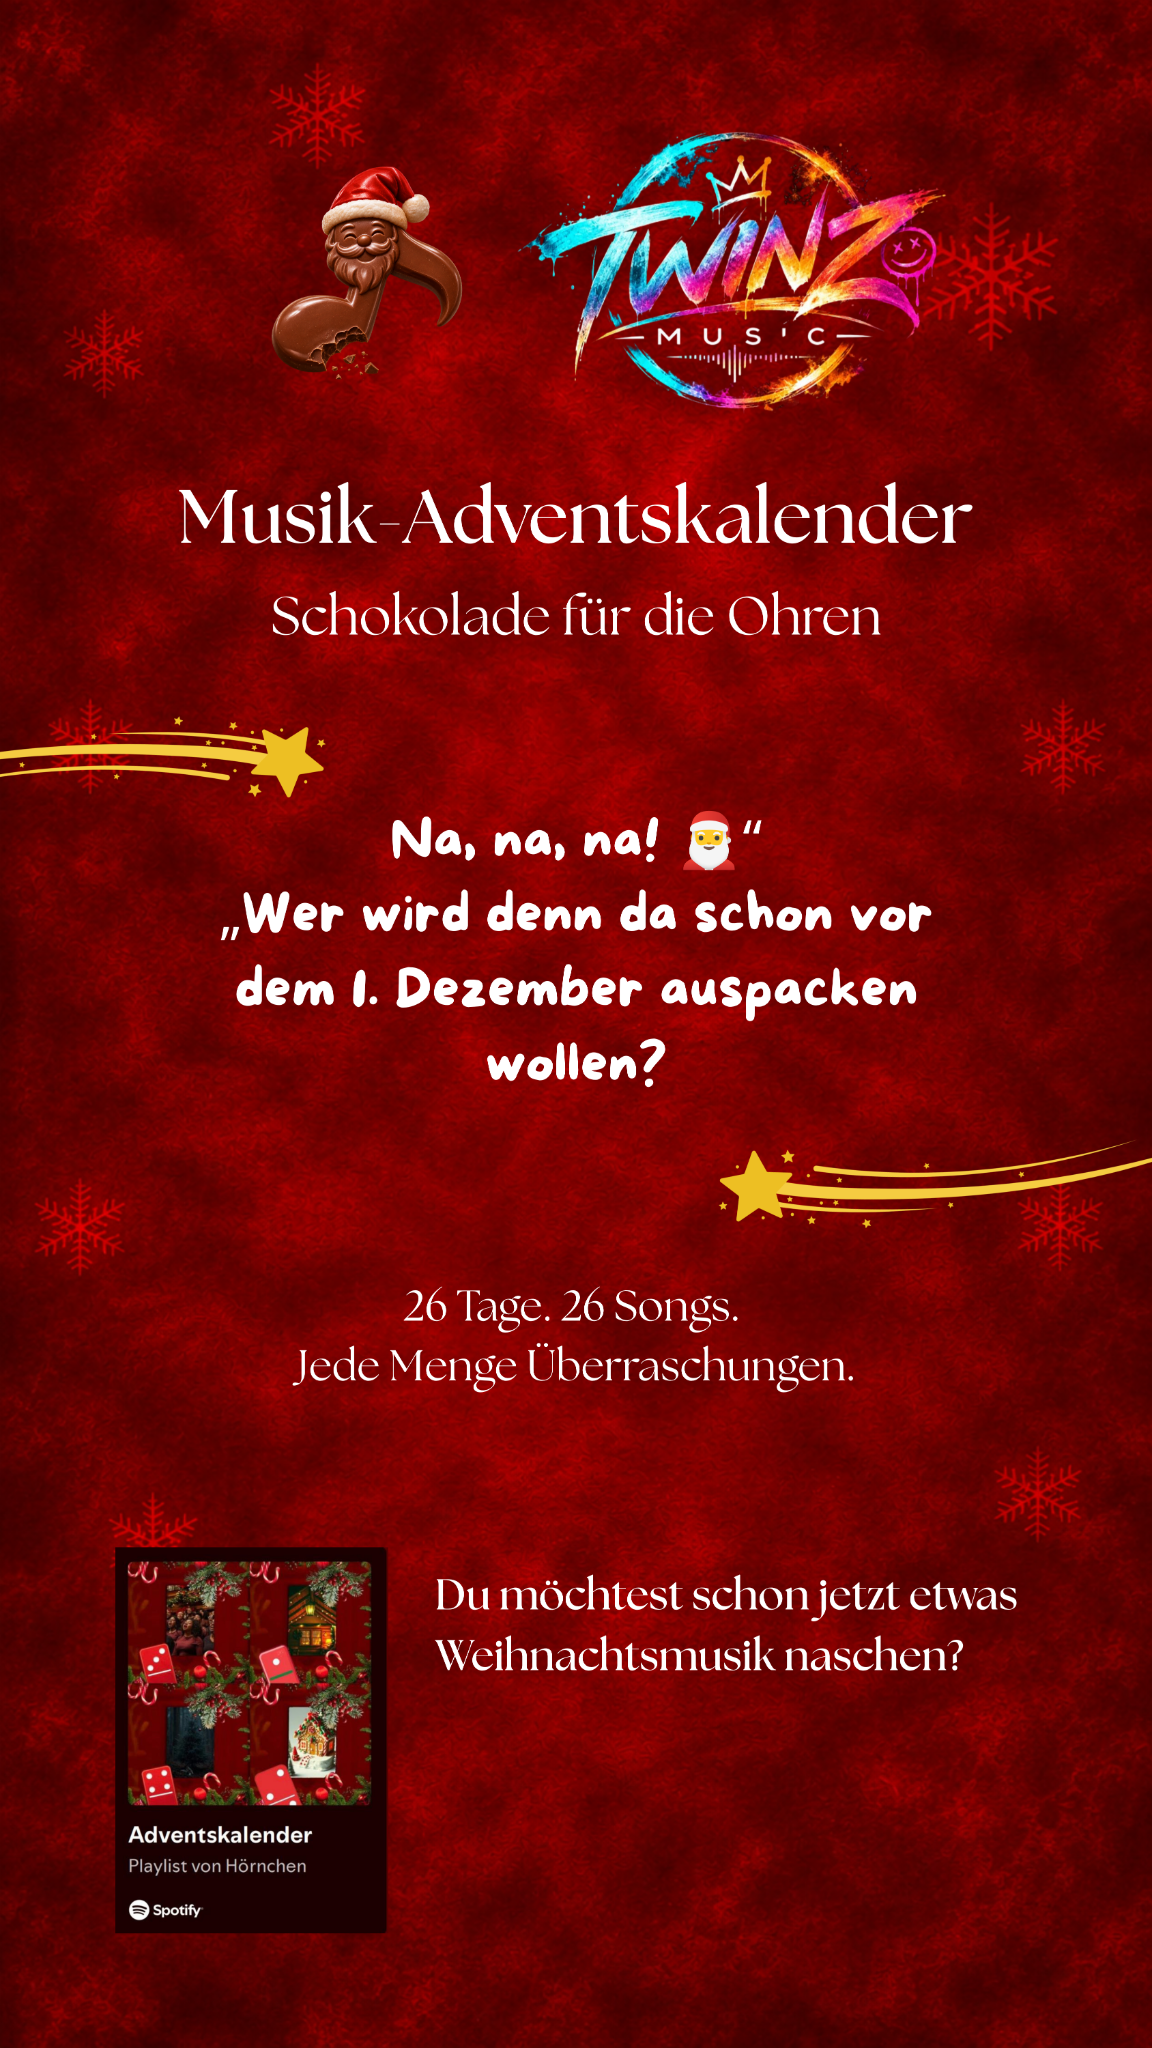 TWINZ
MUSIC
Musik-Adventskalender
Schokolade für die Ohren
Na, na, na! 🎅“
„Wer wird denn da schon vor
dem 1. Dezember auspacken
wollen?
26 Tage. 26 Songs.
Jede Menge Überraschungen.
Du möchtest schon jetzt etwas
Weihnachtsmusik naschen?
Adventskalender
Playlist von Hörnchen
Spotify